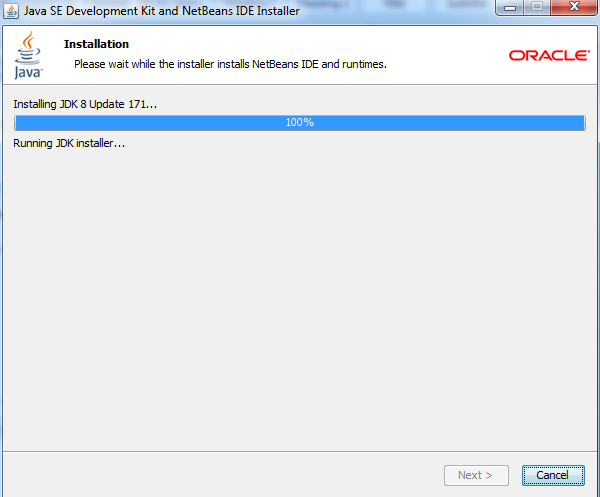 Java SE Development Kit and NetBeans IDE Installer
Installation
Please wait while the installer installs NetBeans IDE and runtimes.
Java
ORACLE
Installing JDK 8 Update 171...
100%
Running JDK installer...
Next >
Cancel